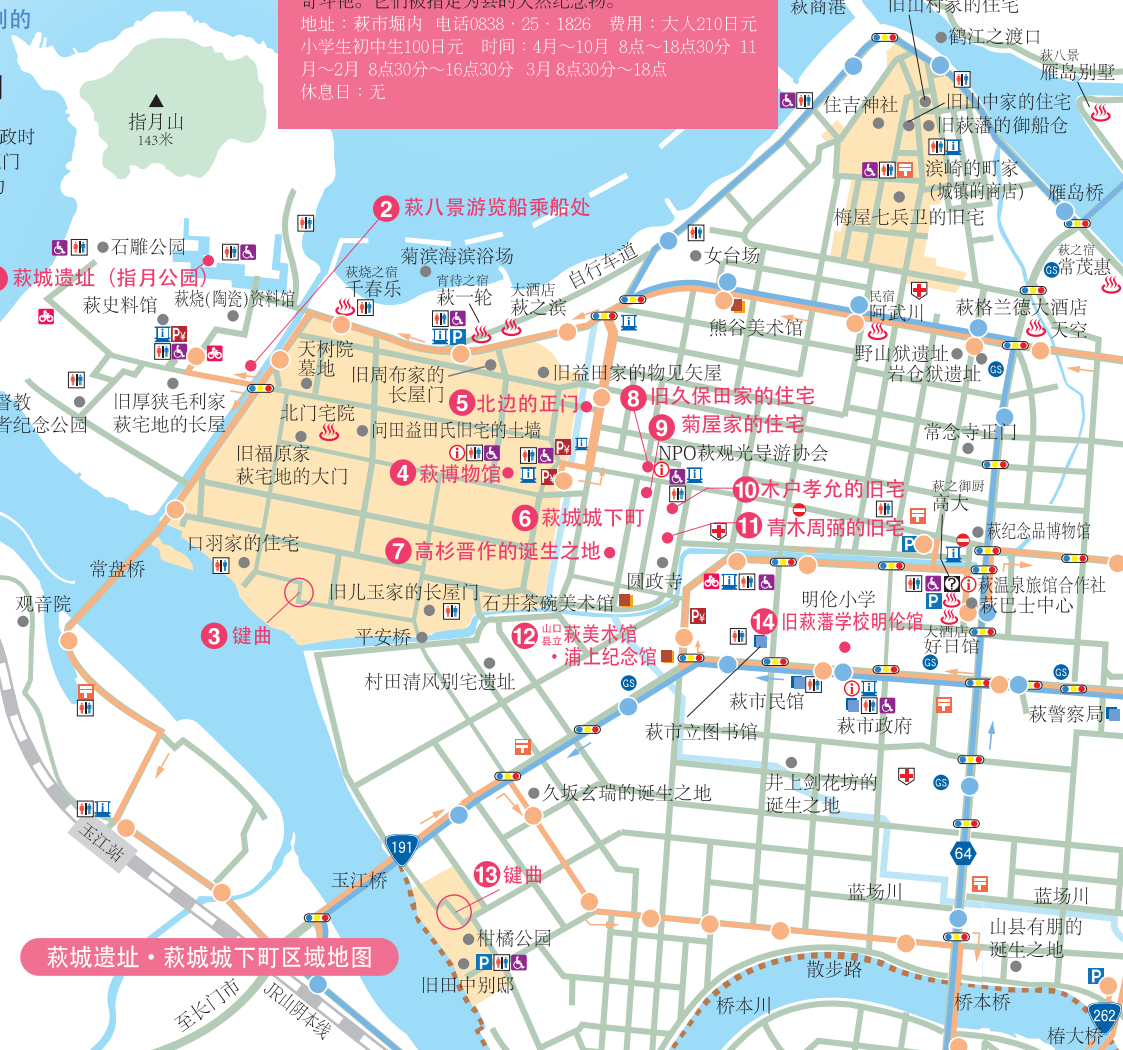 的
奇斗艳。它们被指定为县的天然纪念物。
地址：萩市堀内 电话0838・25・1826 费用：大人210日元
小学生初中生100日元 时间：4月～10月 8点～18点30分 11
月～2月 8点30分～16点30分 3月 8点30分～18点
休息日：无
政时
门
指月山
143米
萩商港
旧山村家的住宅
鹤江之渡口
萩八景
雁岛别墅
住吉神社
旧山中家的住宅
旧萩藩的御船仓
滨崎的町家
(城镇的商店)
雁岛桥
梅屋七兵卫的旧宅
2 萩八景游览船乘船处
石雕公园
萩城遗址（指月公园）
萩史料馆
萩烧(陶瓷)资料馆
菊滨海滨浴场
自行车道
女台场
萩烧之宿
千春乐
宵待之宿
萩一轮
大酒店
萩之滨
萩之宿
常茂惠
GS
民宿
阿武川
萩格兰德大酒店
天空
熊谷美术馆
野山狱遗址
岩仓狱遗址
GS
天树院
墓地
旧周布家的
长屋门
旧益田家的物见矢屋
督教
者纪念公园
旧厚狭毛利家
萩宅地的长屋
北门宅院
5 北边的正门
8 旧久保田家的住宅
9 菊屋家的住宅
问田益田氏旧宅的土墙
NPO萩观光导游协会
常念寺正门
旧福原家
萩宅地的大门
4 萩博物馆
10 木户孝允的旧宅
萩之御厨
高大
6 萩城城下町
11 青木周弼的旧宅
萩纪念品博物馆
口羽家的住宅
7 高杉晋作的诞生之地
常盘桥
圆政寺
旧儿玉家的长屋门
石井茶碗美术馆
明伦小学
萩温泉旅馆合作社
萩巴士中心
观音院
3 键曲
平安桥
12 山口
县立
萩美术馆
・浦上纪念馆
14 旧萩藩学校明伦馆
大酒店
好日馆
GS
GS
村田清风别宅遗址
GS
萩市民馆
萩市立图书馆
萩市政府
萩警察局
井上剑花坊的
诞生之地
GS
久坂玄瑞的诞生之地
玉江站
191
64
玉江桥
13 键曲
蓝场川
蓝场川
柑橘公园
山县有朋的
诞生之地
萩城遗址・萩城城下町区域地图
旧田中别邸
散步路
至长门市
JR山阴本线
桥本川
桥本桥
262
椿大桥